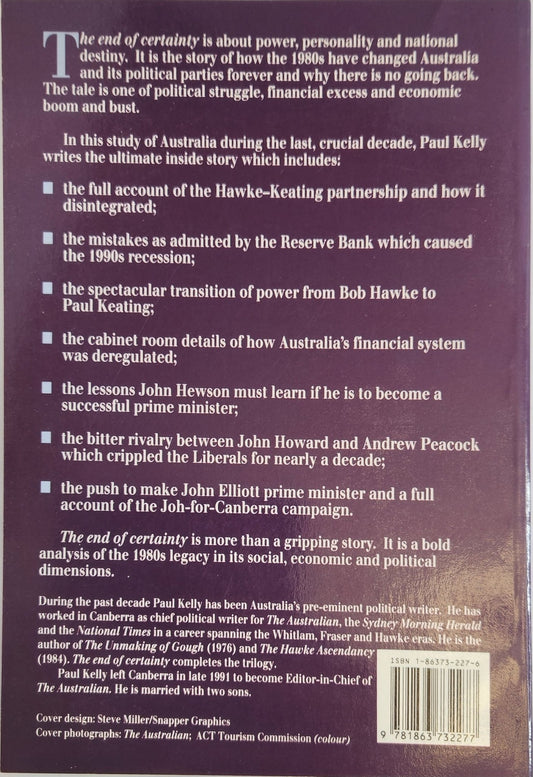 The end of certainty is about power, personality and national
destiny. It is the story of how the 1980s have changed Australia
and its political parties forever and why there is no going back.
The tale is one of political struggle, financial excess and economic
boom and bust.
In this study of Australia during the last, crucial decade, Paul Kelly
writes the ultimate inside story which includes:
■ the full account of the Hawke–Keating partnership and how it
disintegrated;
■ the mistakes as admitted by the Reserve Bank which caused
the 1990s recession;
■ the spectacular transition of power from Bob Hawke to
Paul Keating;
■ the cabinet room details of how Australia's financial system
was deregulated;
■ the lessons John Hewson must learn if he is to become a
successful prime minister;
■ the bitter rivalry between John Howard and Andrew Peacock
which crippled the Liberals for nearly a decade;
■ the push to make John Elliott prime minister and a full
account of the Joh-for-Canberra campaign.
The end of certainty is more than a gripping story. It is a bold
analysis of the 1980s legacy in its social, economic and political
dimensions.
During the past decade Paul Kelly has been Australia's pre-eminent political writer. He has
worked in Canberra as chief political writer for The Australian, the Sydney Morning Herald
and the National Times in a career spanning the Whitlam, Fraser and Hawke eras. He is the
author of The Unmaking of Gough (1976) and The Hawke Ascendancy
(1984). The end of certainty completes the trilogy.
Paul Kelly left Canberra in late 1991 to become Editor-in-Chief of
The Australian. He is married with two sons.
ISBN 1-86373-227-6
9 781863 732277
Cover design: Steve Miller/Snapper Graphics
Cover photographs: The Australian; ACT Tourism Commission (colour)